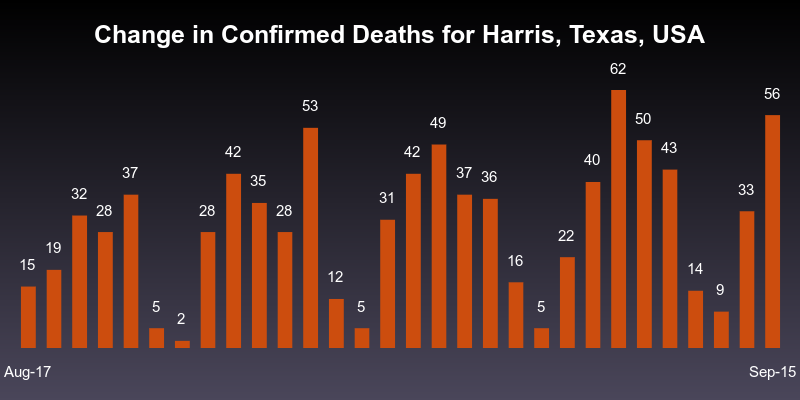 Change in Confirmed Deaths for Harris, Texas, USA
15 19 32 28 37 5 2 28 42 35 28 53 12 5 31 42 49 37 36 16 5 22 40 62 50 43 14 9 33 56
Aug-17 Sep-15